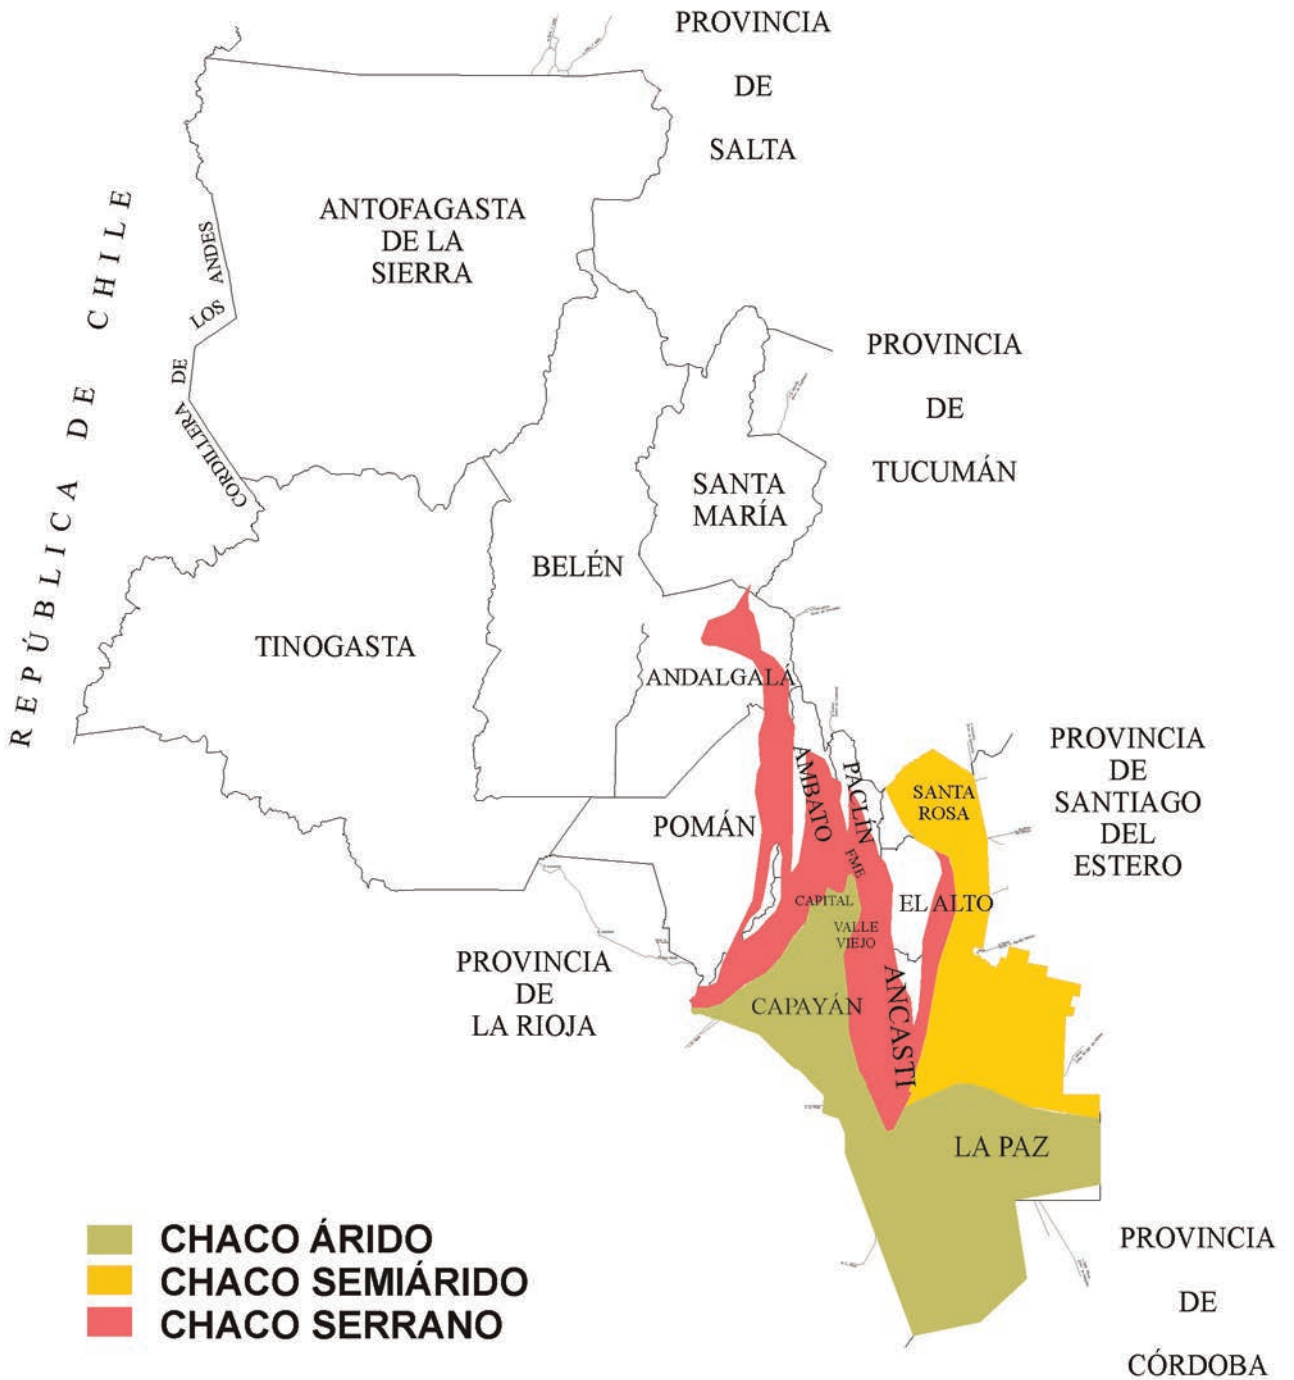 PROVINCIA
DE
SALTA
REPÚBLICA DE CHILE
CORDILLERA DE LOS ANDES
ANTOFAGASTA
DE LA
SIERRA
PROVINCIA
DE
TUCUMÁN
SANTA
MARÍA
BELÉN
TINOGASTA
ANDALGALÁ
PROVINCIA
DE
SANTIAGO
DEL
ESTERO
AMBATO
PACLÍN
SANTA
ROSA
POMÁN
FME
CAPITAL
EL ALTO
VALLE
VIEJO
PROVINCIA
DE
LA RIOJA
CAPAYÁN
ANCASTI
LA PAZ
CHACO ÁRIDO
CHACO SEMIÁRIDO
CHACO SERRANO
PROVINCIA
DE
CÓRDOBA